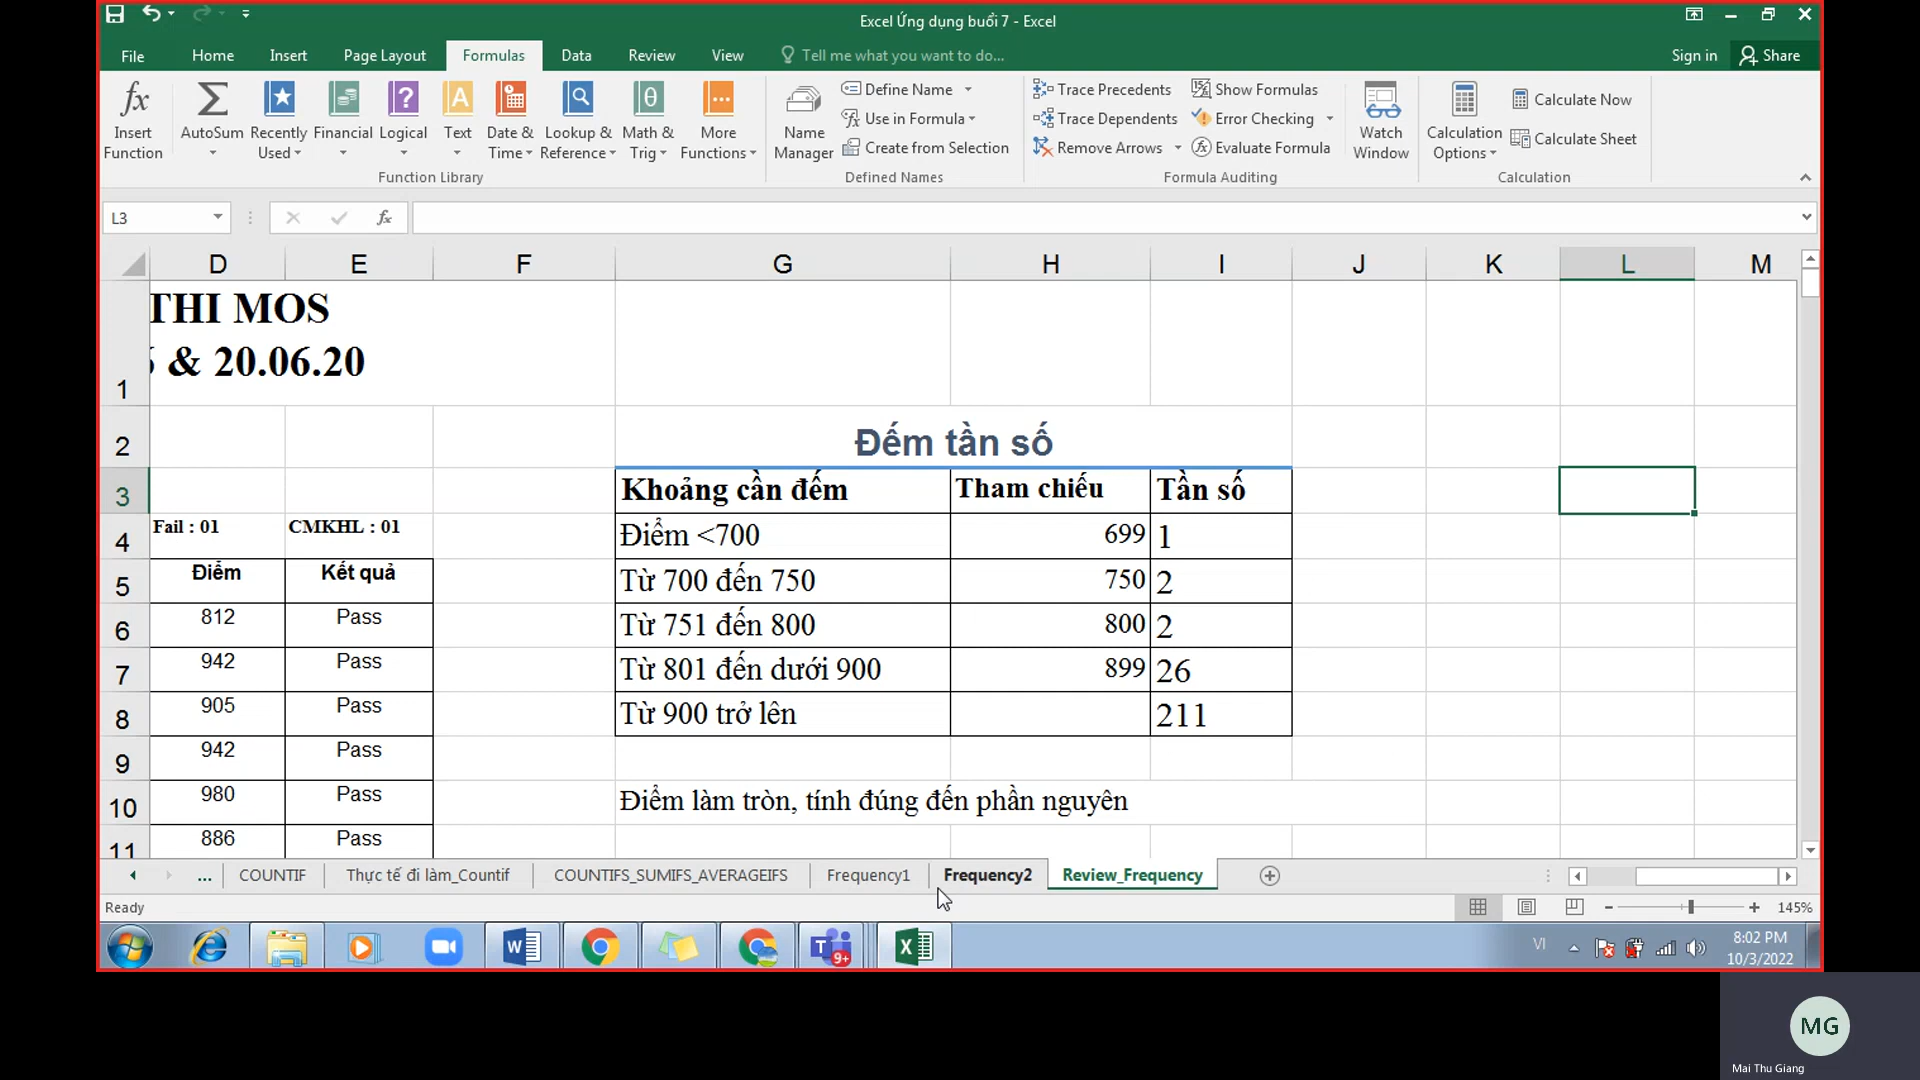 Excel Ứng dụng buổi 7 - Excel
File Home Insert Page Layout Formulas Data Review View Tell me what you want to do... Sign in Share
Insert Function
AutoSum
Recently Used
Financial
Logical
Text
Date & Time
Lookup & Reference
Math & Trig
More Functions
Function Library
Name Manager
Define Name
Use in Formula
Create from Selection
Defined Names
Trace Precedents
Trace Dependents
Remove Arrows
Show Formulas
Error Checking
Evaluate Formula
Formula Auditing
Watch Window
Calculation Options
Calculate Now
Calculate Sheet
Calculation
L3
D E F G H I J K L M
1 THI MOS
& 20.06.20
2 Đếm tần số
3 Khoảng cần đếm Tham chiếu Tần số
4 Fail : 01 CMKHL : 01 Điểm <700 699 1
5 Điểm Kết quả Từ 700 đến 750 750 2
6 812 Pass Từ 751 đến 800 800 2
7 942 Pass Từ 801 đến dưới 900 899 26
8 905 Pass Từ 900 trở lên 211
9 942 Pass
10 980 Pass Điểm làm tròn, tính đúng đến phần nguyên
11 886 Pass
... COUNTIF Thực tế đi làm_Countif COUNTIFS_SUMIFS_AVERAGEIFS Frequency1 Frequency2 Review_Frequency
Ready 145%
9+ VI 8:02 PM
10/3/2022
MG
Mai Thu Giang